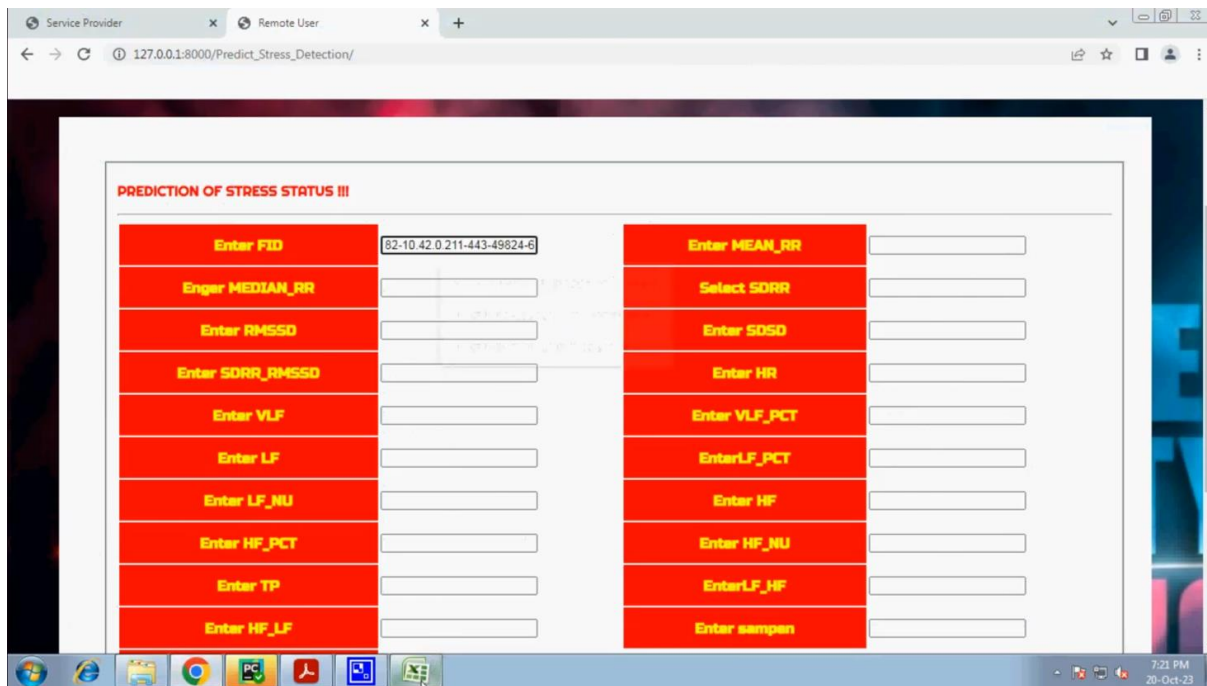 Service Provider Remote User
127.0.0.1:8000/Predict_Stress_Detection/
PREDICTION OF STRESS STATUS !!!
Enter FID 82-10.42.0.211-443-49824-6 Enter MEAN_RR
Enger MEDIAN_RR Select SDRR
Enter RMSSD Enter SDSD
Enter SDRR_RMSSD Enter HR
Enter VLF Enter VLF_PCT
Enter LF EnterLF_PCT
Enter LF_NU Enter HF
Enter HF_PCT Enter HF_NU
Enter TP EnterLF_HF
Enter HF_LF Enter sampen
PC
7:21 PM
20-Oct-23